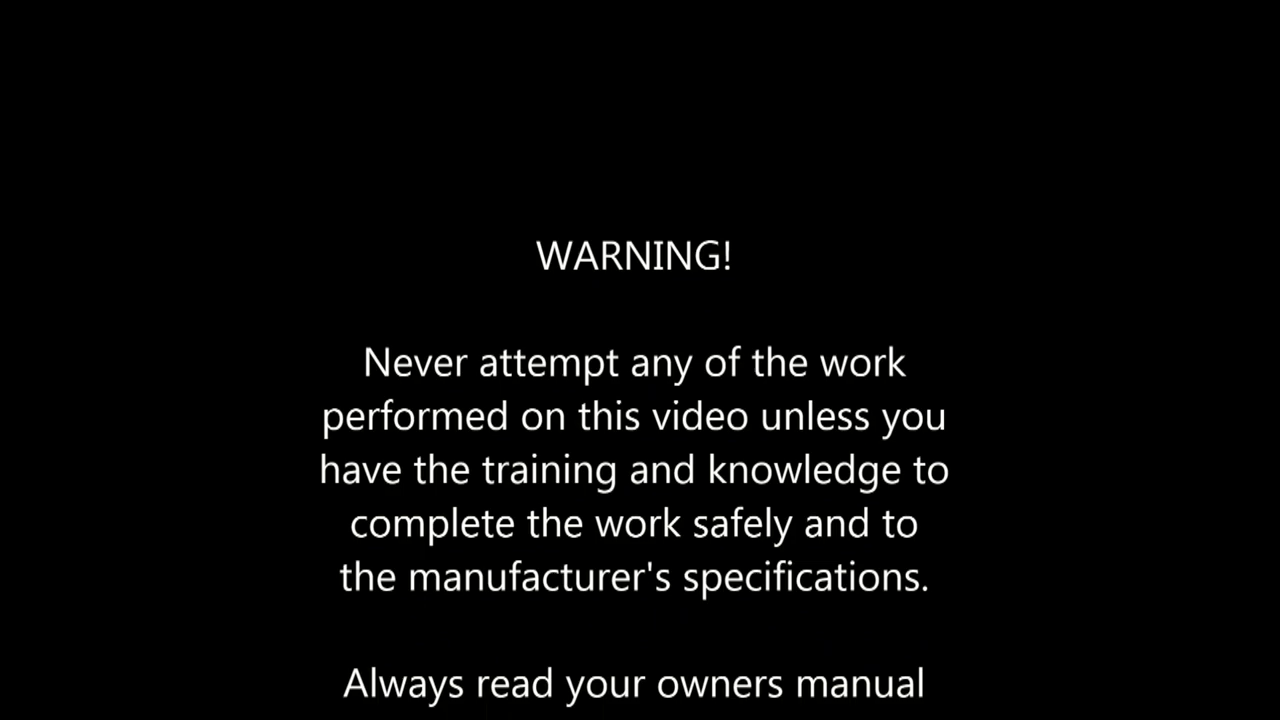 WARNING!
Never attempt any of the work
performed on this video unless you
have the training and knowledge to
complete the work safely and to
the manufacturer's specifications.
Always read your owners manual